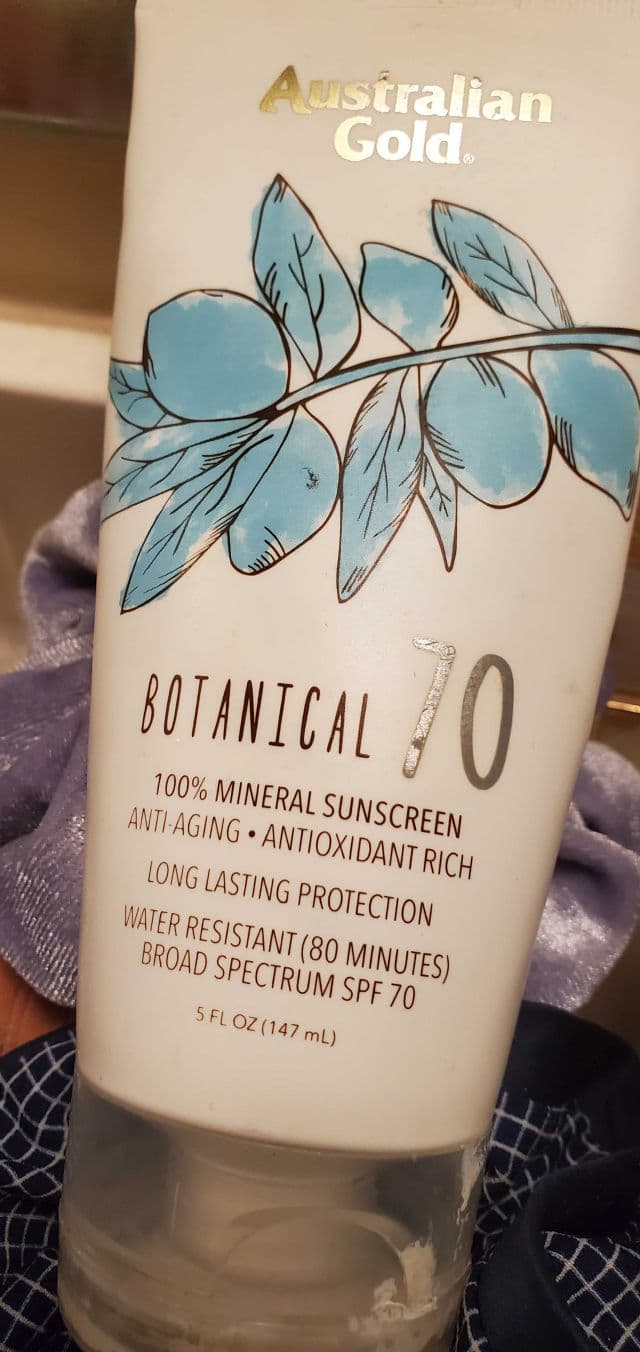 Australian
Gold®
BOTANICAL 70
100% MINERAL SUNSCREEN
ANTI-AGING • ANTIOXIDANT RICH
LONG LASTING PROTECTION
WATER RESISTANT (80 MINUTES)
BROAD SPECTRUM SPF 70
5 FL OZ (147 mL)